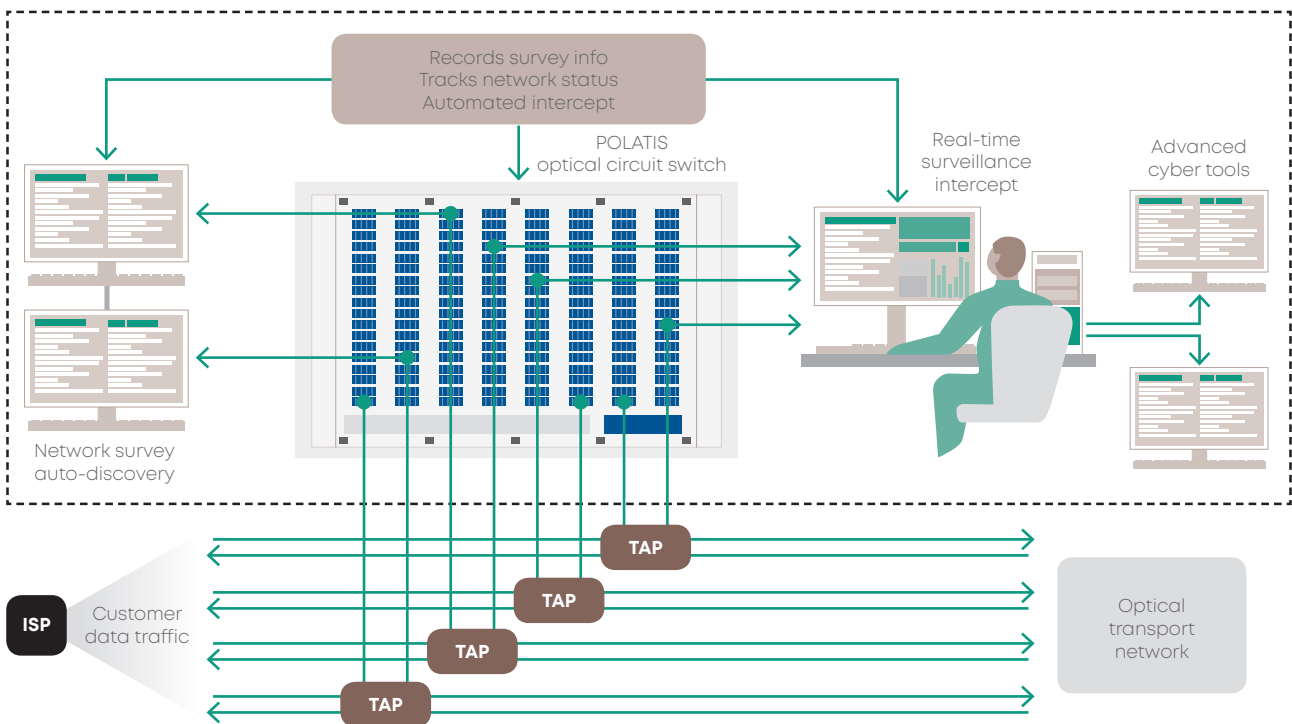 Records survey info
Tracks network status
Automated intercept
POLATIS
optical circuit switch
Real-time
surveillance
intercept
Advanced
cyber tools
Network survey
auto-discovery
TAP
TAP
TAP
TAP
ISP
Customer
data traffic
Optical
transport
network